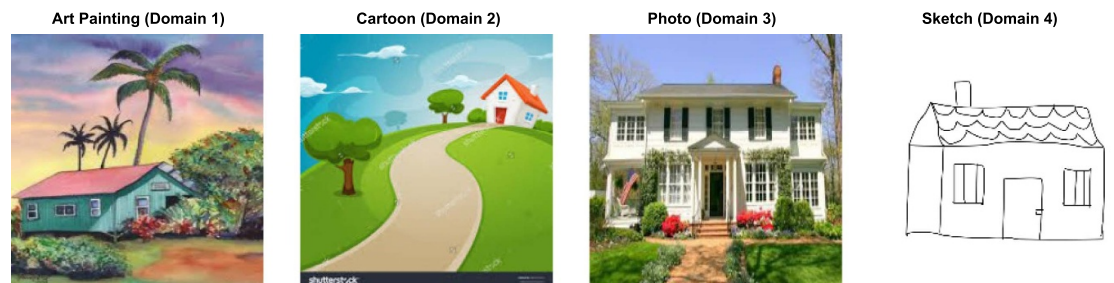 Art Painting (Domain 1)
Cartoon (Domain 2)
Photo (Domain 3)
Sketch (Domain 4)
shutterstock